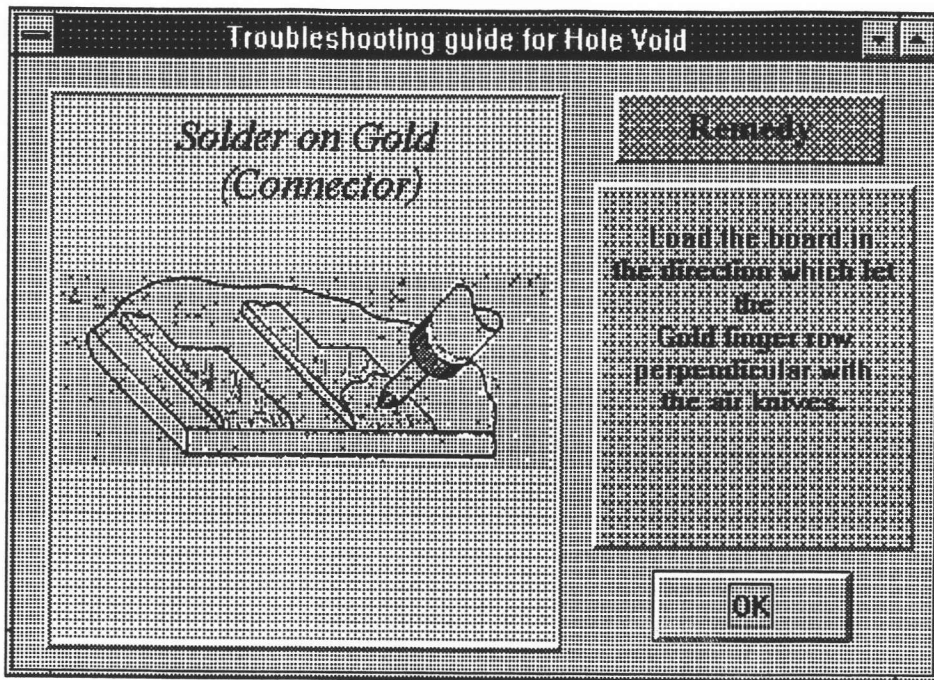 Troubleshooting guide for Hole Void
Solder on Gold
(Connector)
Remedy
Load the board in
the direction which let
the
Gold finger row
perpendicular with
the air knives.
OK